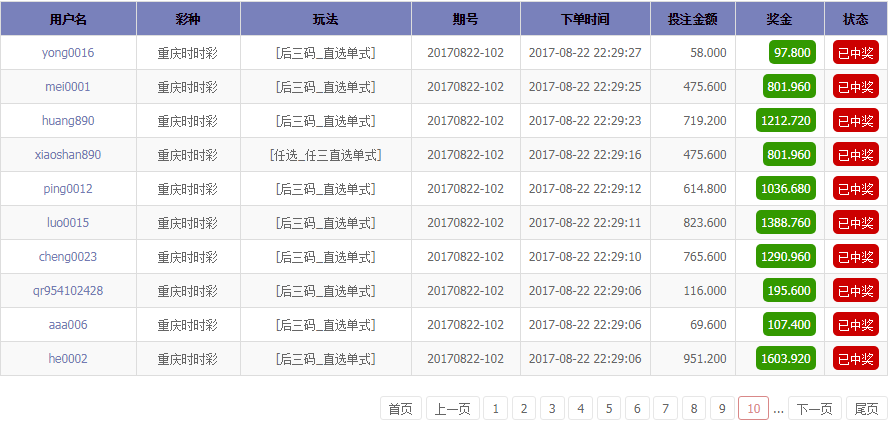 用户名 彩种 玩法 期号 下单时间 投注金额 奖金 状态
yong0016 重庆时时彩 [后三码_直选单式] 20170822-102 2017-08-22 22:29:27 58.000 97.800 已中奖
mei0001 重庆时时彩 [后三码_直选单式] 20170822-102 2017-08-22 22:29:25 475.600 801.960 已中奖
huang890 重庆时时彩 [后三码_直选单式] 20170822-102 2017-08-22 22:29:23 719.200 1212.720 已中奖
xiaoshan890 重庆时时彩 [任选_任三直选单式] 20170822-102 2017-08-22 22:29:16 475.600 801.960 已中奖
ping0012 重庆时时彩 [后三码_直选单式] 20170822-102 2017-08-22 22:29:12 614.800 1036.680 已中奖
luo0015 重庆时时彩 [后三码_直选单式] 20170822-102 2017-08-22 22:29:11 823.600 1388.760 已中奖
cheng0023 重庆时时彩 [后三码_直选单式] 20170822-102 2017-08-22 22:29:10 765.600 1290.960 已中奖
qr954102428 重庆时时彩 [后三码_直选单式] 20170822-102 2017-08-22 22:29:06 116.000 195.600 已中奖
aaa006 重庆时时彩 [后三码_直选单式] 20170822-102 2017-08-22 22:29:06 69.600 107.400 已中奖
he0002 重庆时时彩 [后三码_直选单式] 20170822-102 2017-08-22 22:29:06 951.200 1603.920 已中奖
首页 上一页 1 2 3 4 5 6 7 8 9 10 ... 下一页 尾页